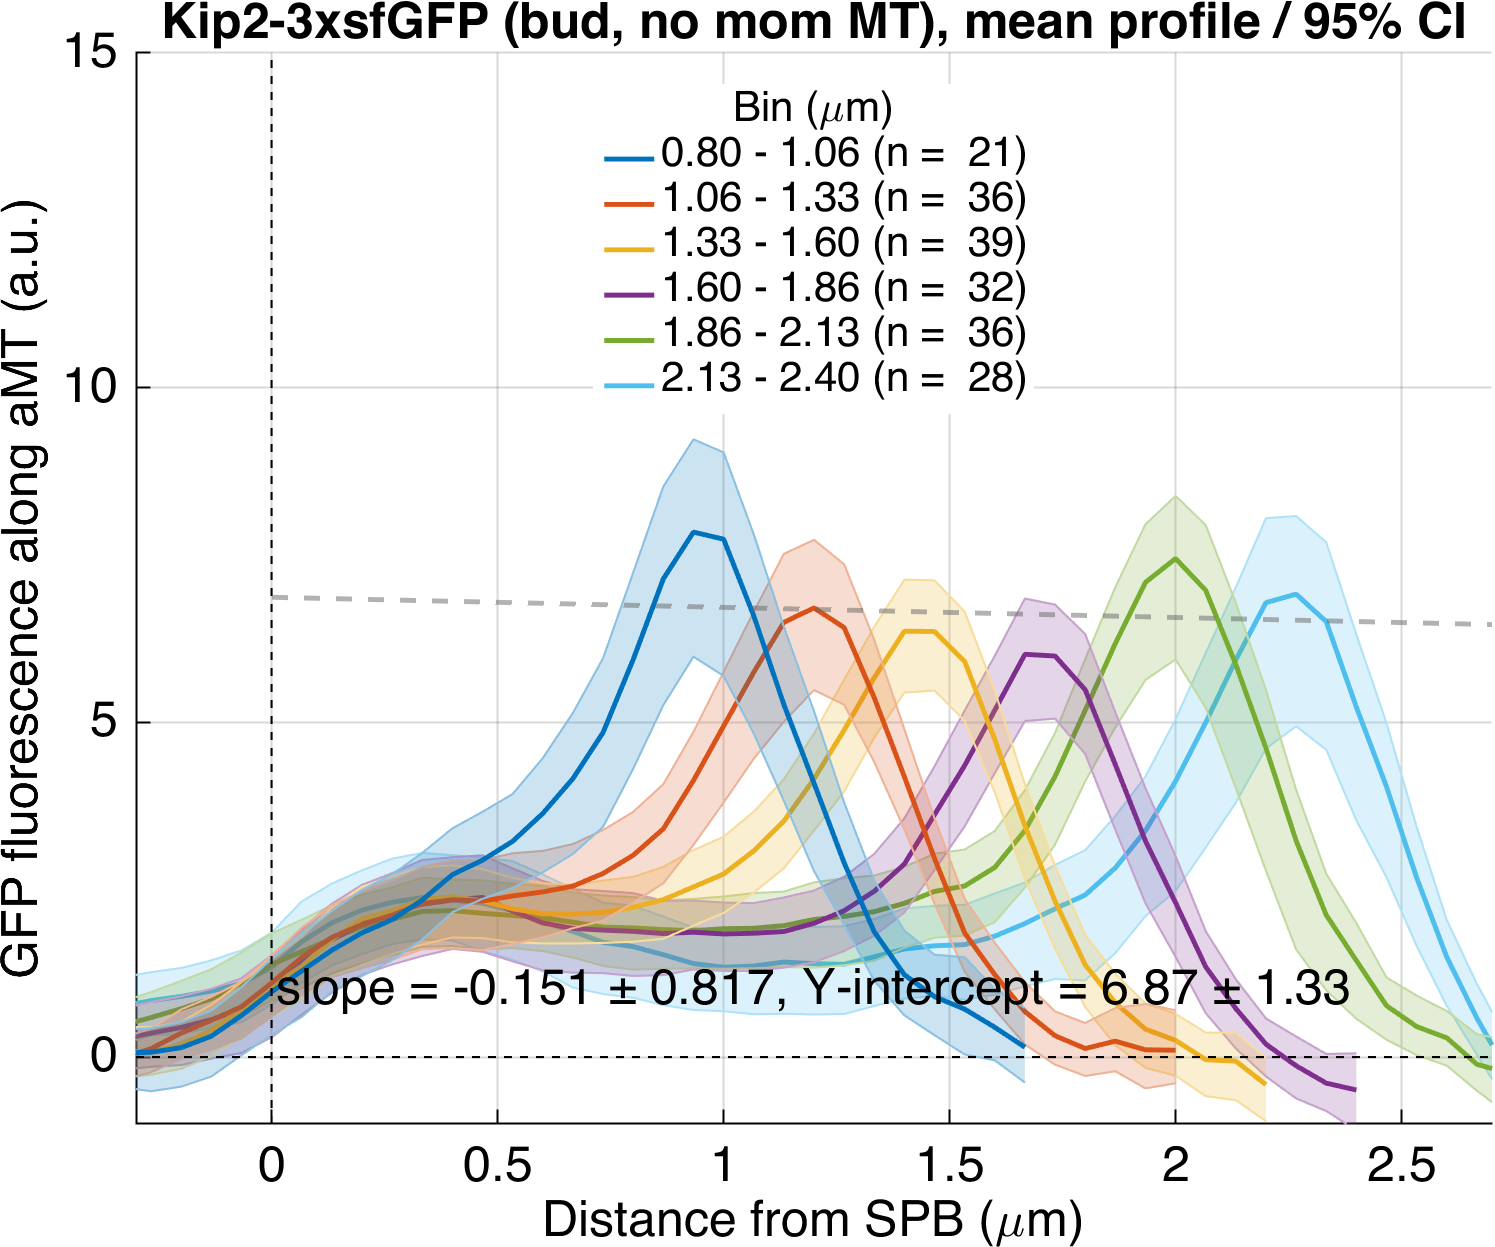 Kip2-3xsfGFP (bud, no mom MT), mean profile / 95% CI
GFP fluorescence along aMT (a.u.)
15
10
5
0
Bin (μm)
0.80 - 1.06 (n = 21)
1.06 - 1.33 (n = 36)
1.33 - 1.60 (n = 39)
1.60 - 1.86 (n = 32)
1.86 - 2.13 (n = 36)
2.13 - 2.40 (n = 28)
slope = -0.151 ± 0.817, Y-intercept = 6.87 ± 1.33
0 0.5 1 1.5 2 2.5
Distance from SPB (μm)